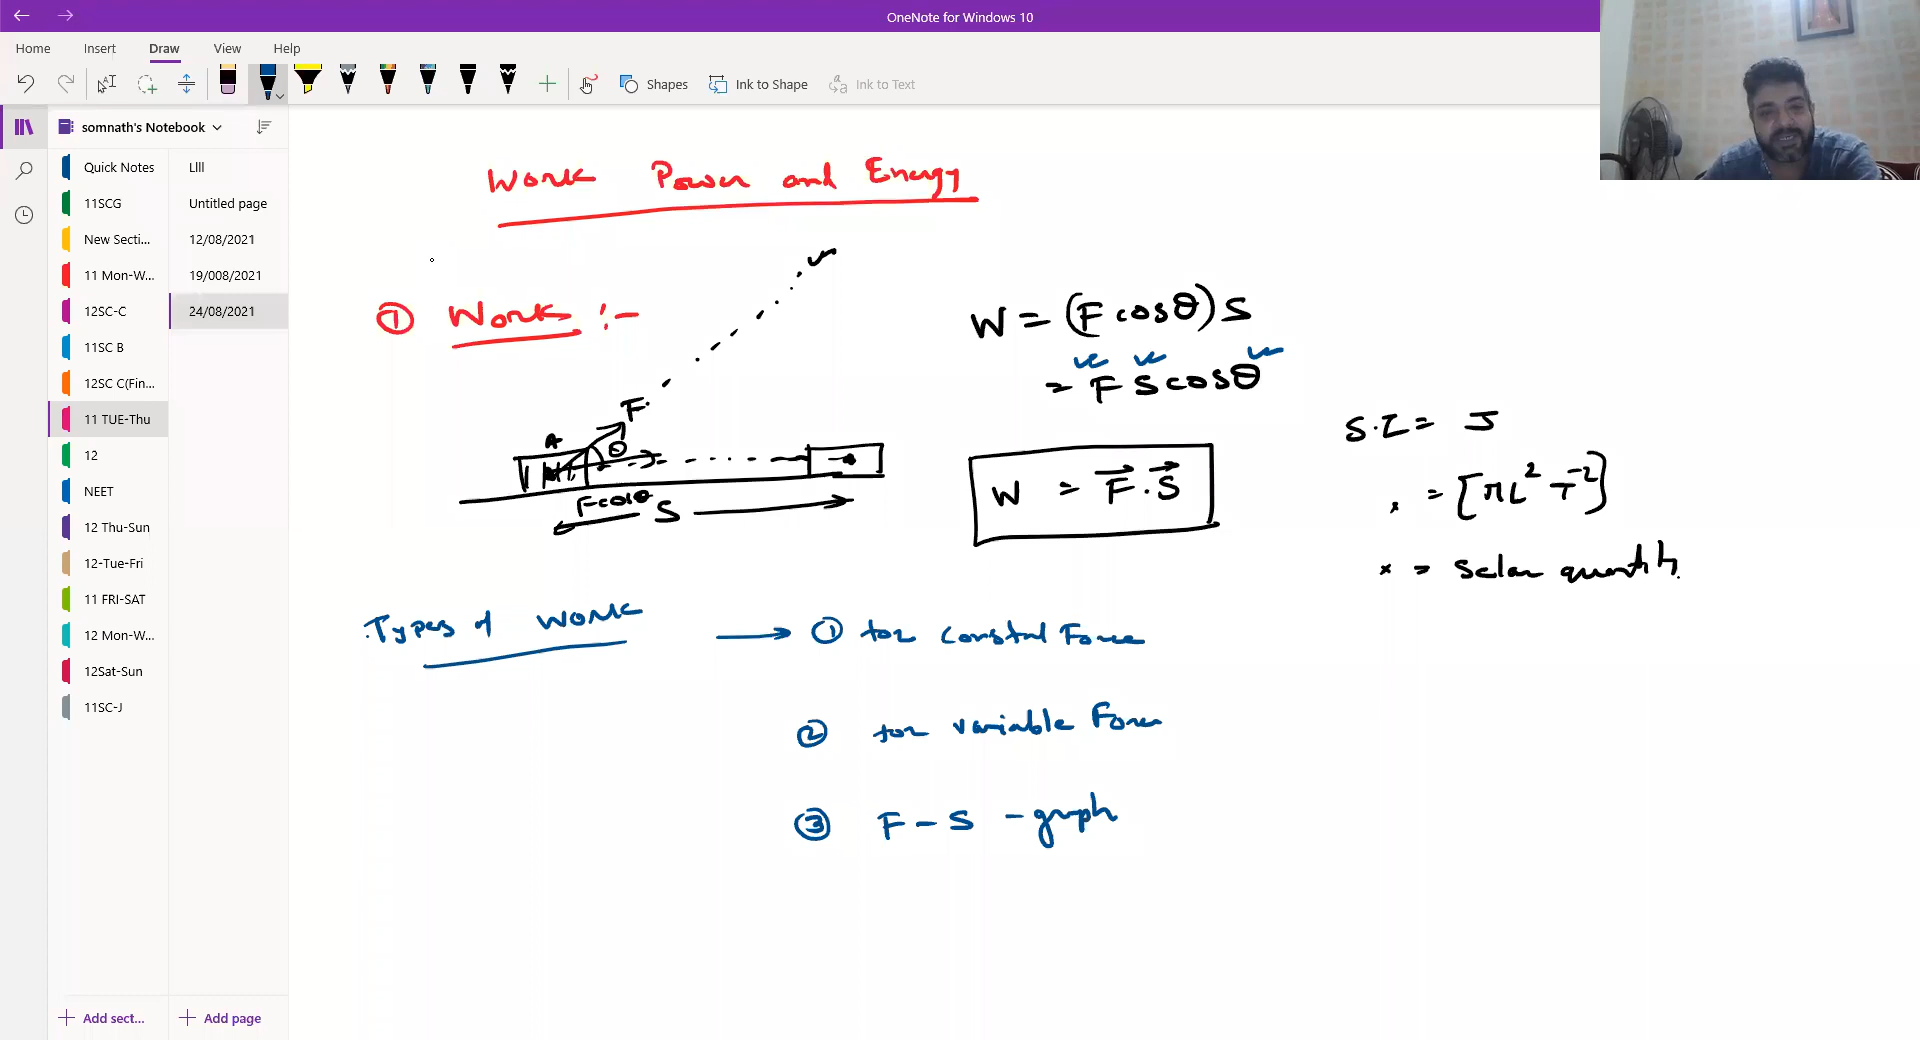 OneNote for Windows 10
Home Insert Draw View Help
Shapes Ink to Shape Ink to Text
somnath's Notebook
Quick Notes
11SCG
New Secti...
11 Mon-W...
12SC-C
11SC B
12SC C(Fin...
11 TUE-Thu
12
NEET
12 Thu-Sun
12-Tue-Fri
11 FRI-SAT
12 Mon-W...
12Sat-Sun
11SC-J
Add sect...
Llll
Untitled page
12/08/2021
19/008/2021
24/08/2021
Add page
Work Power and Energy
① Work :-
F
A
θ
F cosθ
S
W = (F cosθ) S
= F S cosθ
W = F⃗ . S⃗
S.I = J
= [ML² T⁻²]
Types of Work → ① for Force
② for variable Force
③ F - S - graph